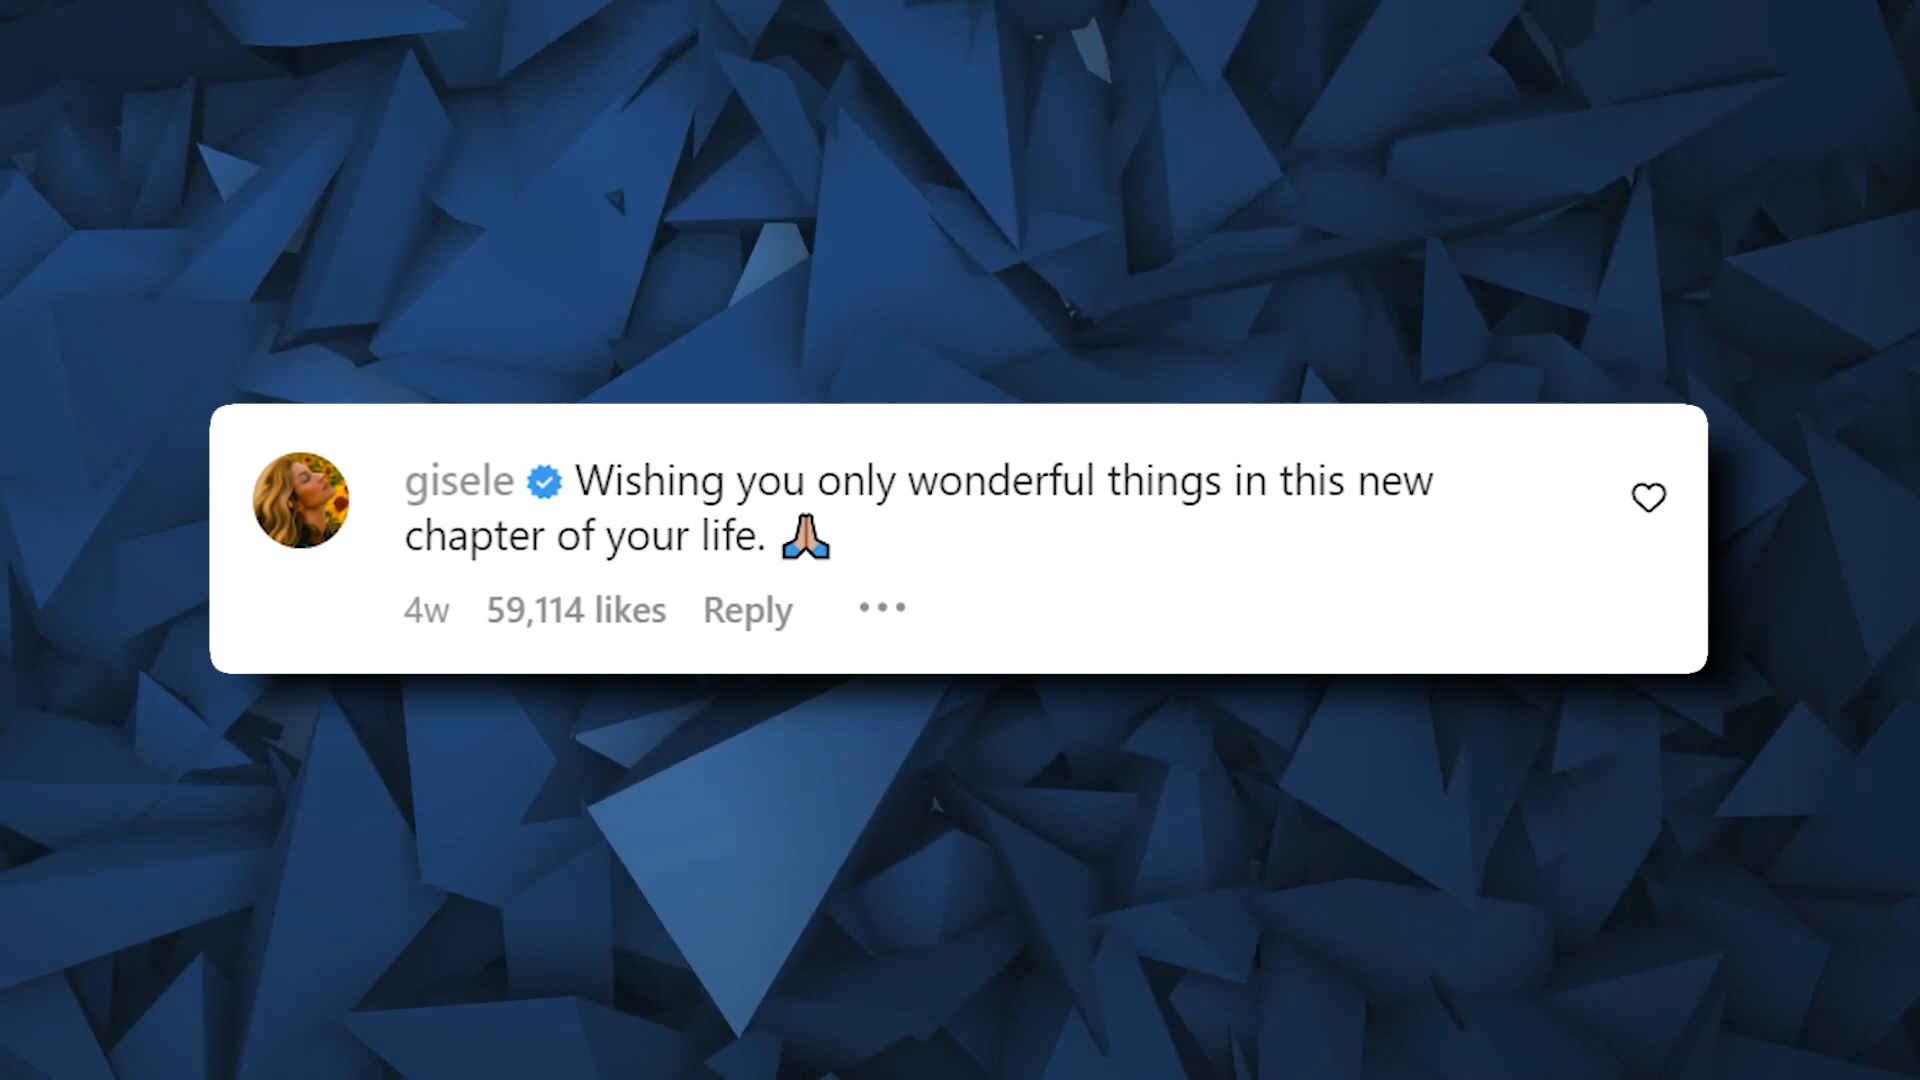 gisele Wishing you only wonderful things in this new
chapter of your life. 🙏🏼
4w 59,114 likes Reply •••